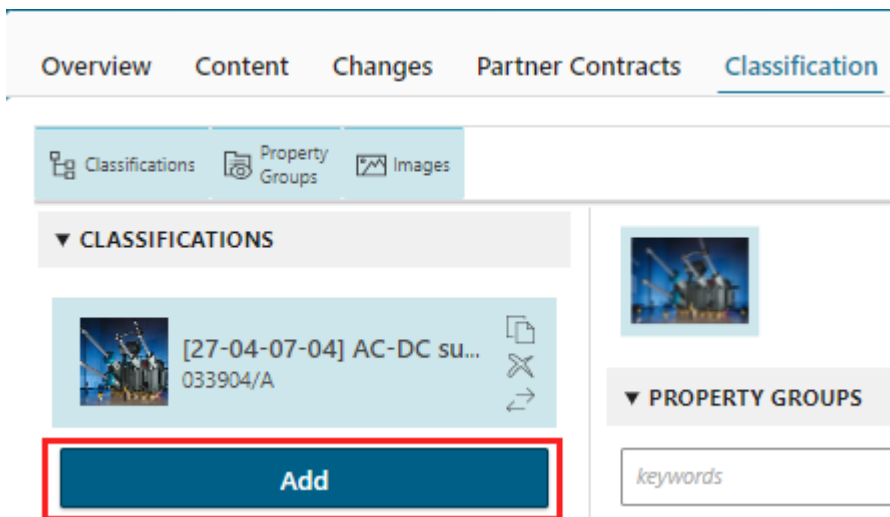 Overview Content Changes Partner Contracts Classification
Classifications
Property
Groups
Images
▼ CLASSIFICATIONS
[27-04-07-04] AC-DC su...
033904/A
Add
▼ PROPERTY GROUPS
keywords